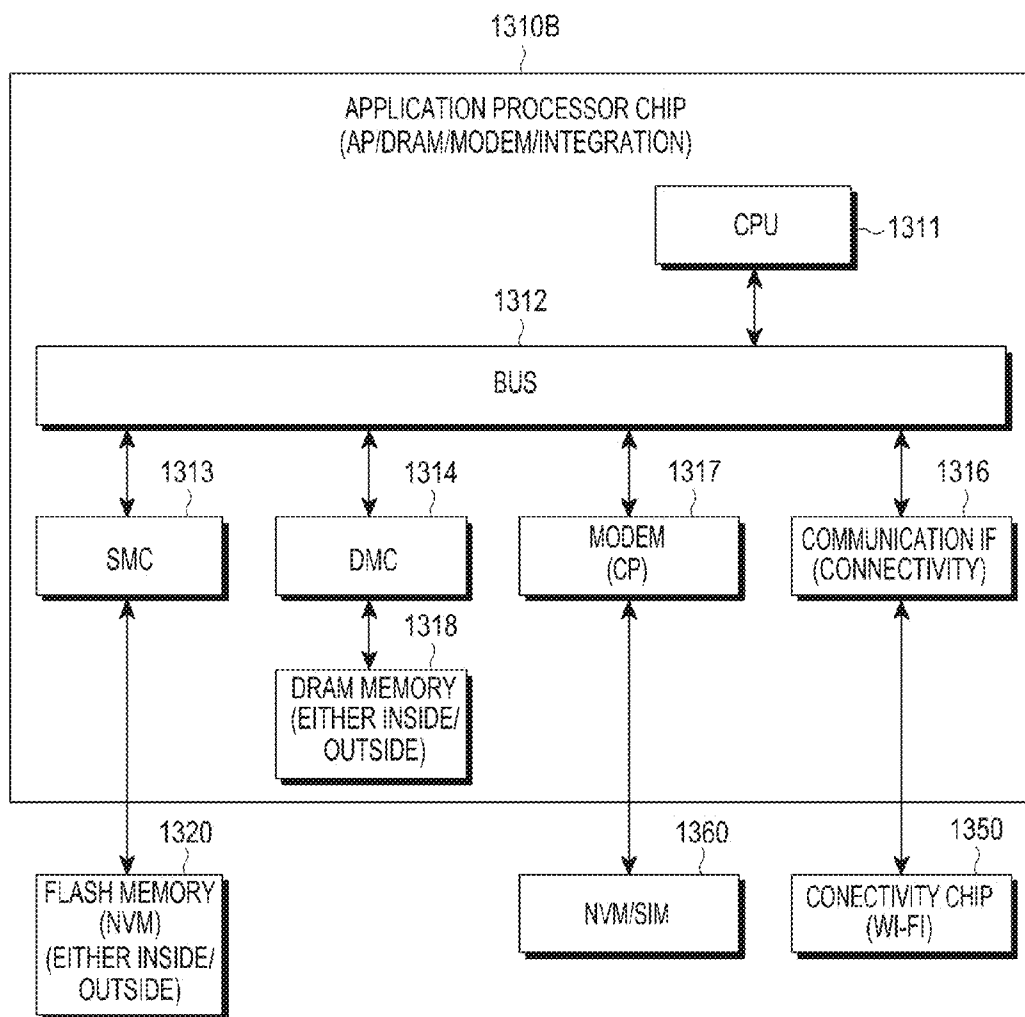 1310B
APPLICATION PROCESSOR CHIP
(AP/DRAM/MODEM/INTEGRATION)
CPU
1311
1312
BUS
1313
1314
1317
1316
SMC
DMC
MODEM
(CP)
COMMUNICATION IF
(CONNECTIVITY)
1318
DRAM MEMORY
(EITHER INSIDE/
OUTSIDE)
1320
1360
1350
FLASH MEMORY
(NVM)
(EITHER INSIDE/
OUTSIDE)
NVM/SIM
CONECTIVITY CHIP
(WI-FI)